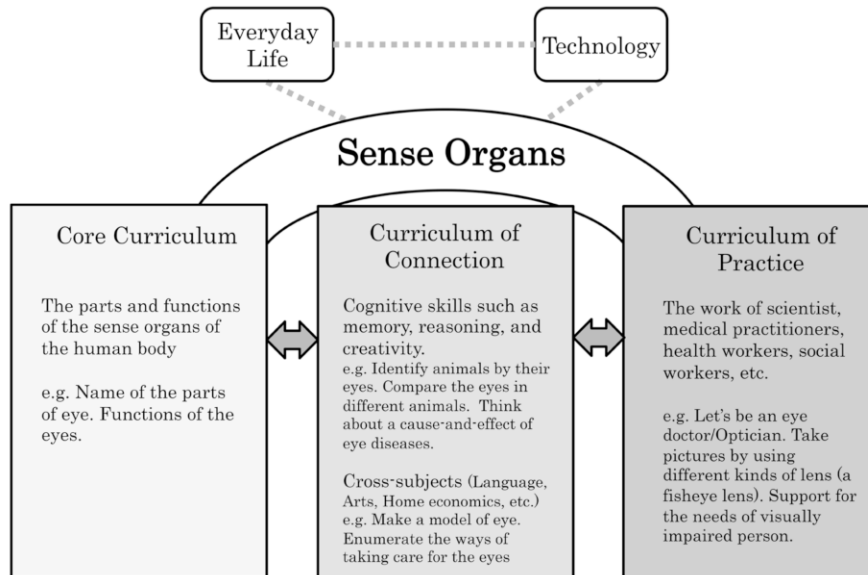 Everyday
Life
Technology
Sense Organs
Core Curriculum
The parts and functions
of the sense organs of
the human body
e.g. Name of the parts
of eye. Functions of the
eyes.
Curriculum of
Connection
Cognitive skills such as
memory, reasoning, and
creativity.
e.g. Identify animals by their
eyes. Compare the eyes in
different animals.  Think
about a cause-and-effect of
eye diseases.
Cross-subjects (Language,
Arts, Home economics, etc.)
e.g. Make a model of eye.
Enumerate the ways of
taking care for the eyes
Curriculum of
Practice
The work of scientist,
medical practitioners,
health workers, social
workers, etc.
e.g. Let's be an eye
doctor/Optician. Take
pictures by using
different kinds of lens (a
fisheye lens). Support for
the needs of visually
impaired person.